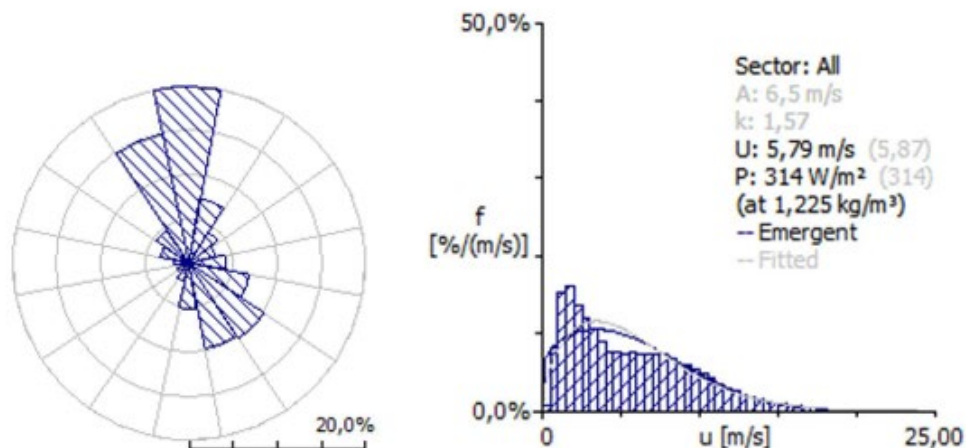 20,0%
50,0%
f
[%/(m/s)]
0,0%
0
u [m/s]
25,00
Sector: All
A: 6,5 m/s
k: 1,57
U: 5,79 m/s (5,87)
P: 314 W/m² (314)
(at 1,225 kg/m³)
Emergent
Fitted